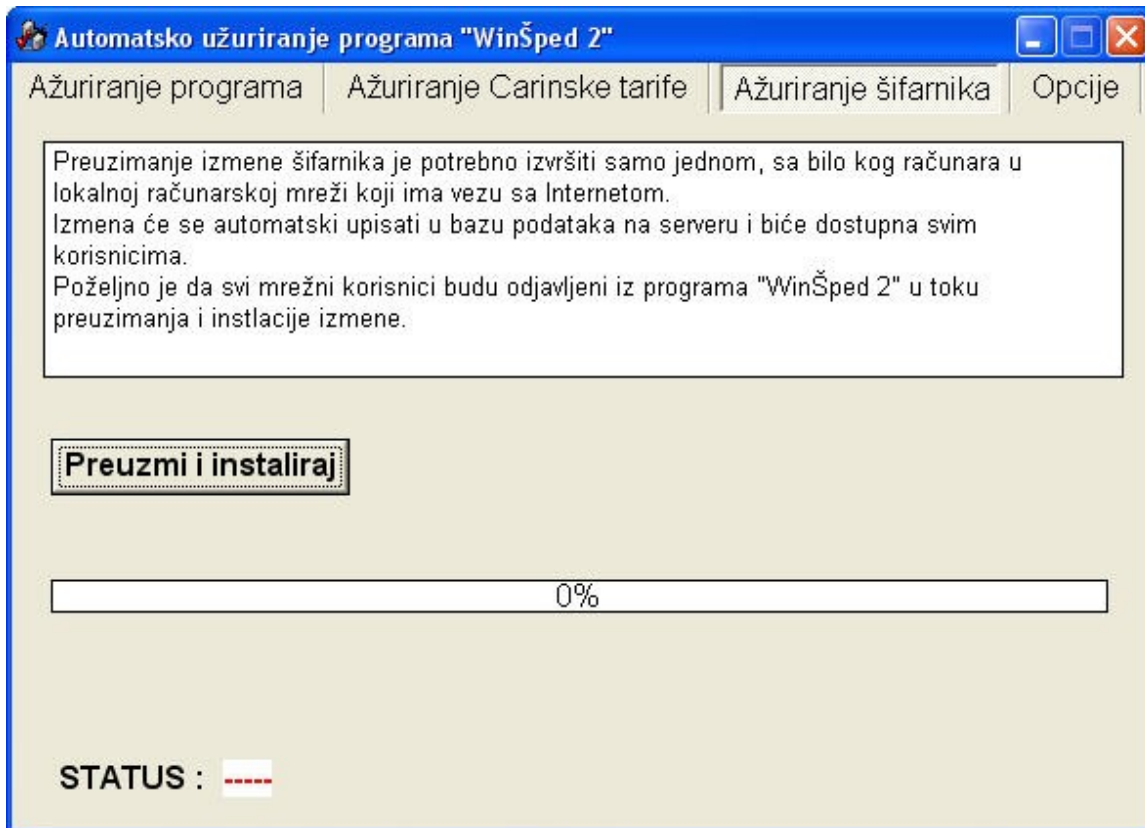 Automatsko užuriranje programa "WinŠped 2"
Ažuriranje programa
Ažuriranje Carinske tarife
Ažuriranje šifarnika
Opcije
Preuzimanje izmene šifarnika je potrebno izvršiti samo jednom, sa bilo kog računara u
lokalnoj računarskoj mreži koji ima vezu sa Internetom.
Izmena će se automatski upisati u bazu podataka na serveru i biće dostupna svim
korisnicima.
Poželjno je da svi mrežni korisnici budu odjavljeni iz programa "WinŠped 2" u toku
preuzimanja i instlacije izmene.
Preuzmi i instaliraj
0%
STATUS : -----